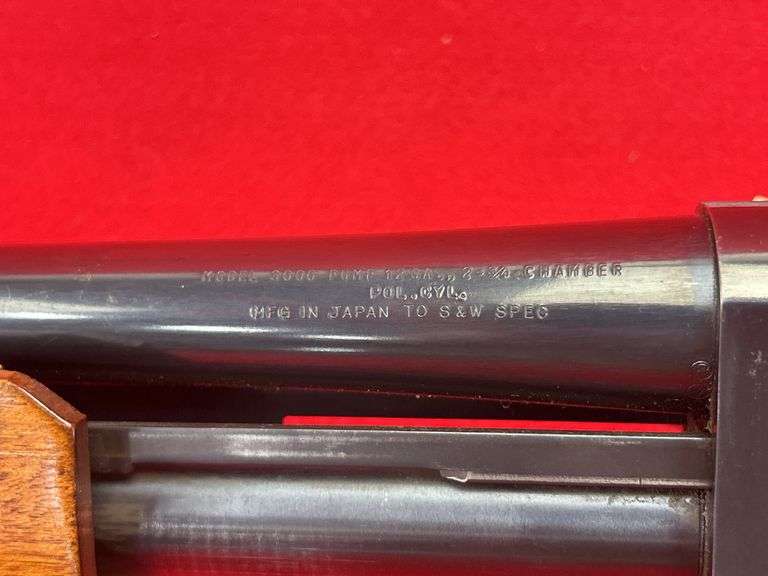 MODEL 3000 PUMP 12 GA., 2-3/4 CHAMBER
POL. CYL.
MFG IN JAPAN TO S&W SPEC